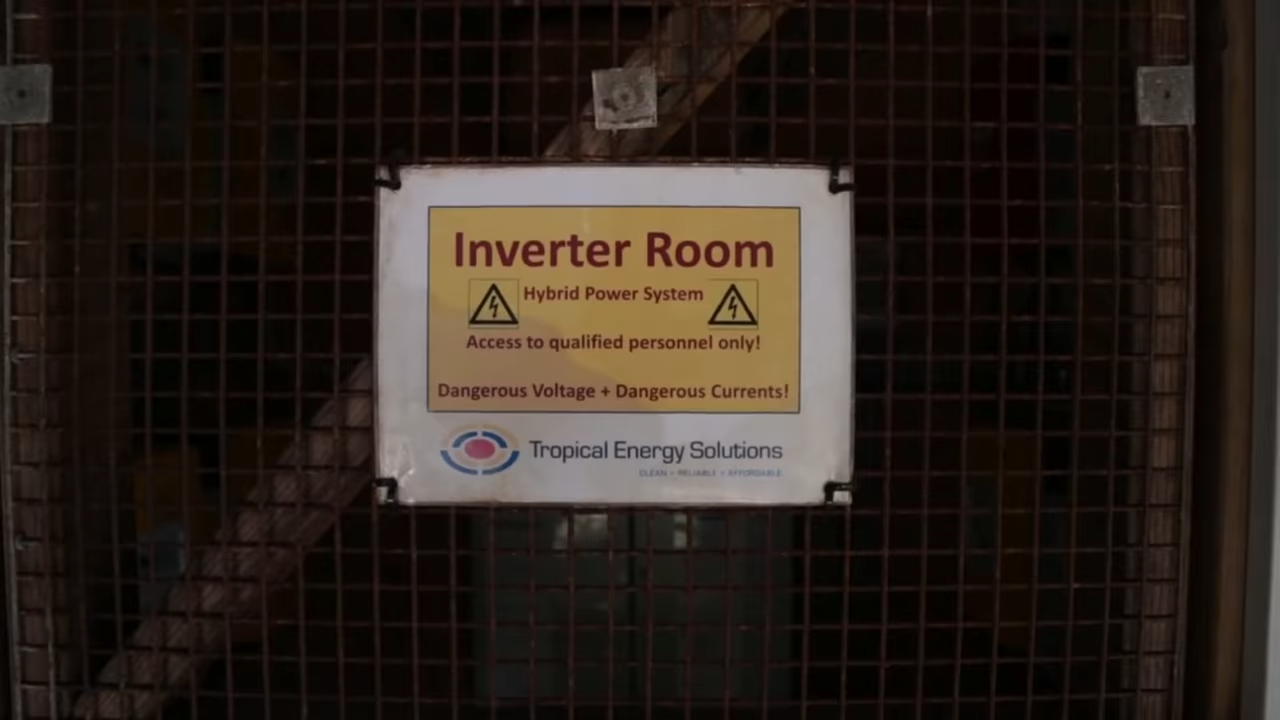 Inverter Room
Hybrid Power System
Access to qualified personnel only!
Dangerous Voltage + Dangerous Currents!
Tropical Energy Solutions
CLEAN • RELIABLE • AFFORDABLE